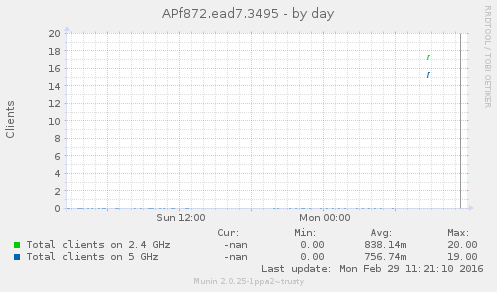 APf872.ead7.3495 - by day
RRDTOOL / TOBI OETIKER
Clients
20
18
16
14
12
10
8
6
4
2
0
Sun 12:00 Mon 00:00
Cur: Min: Avg: Max:
Total clients on 2.4 GHz -nan 0.00 838.14m 20.00
Total clients on 5 GHz -nan 0.00 756.74m 19.00
Last update: Mon Feb 29 11:21:10 2016
Munin 2.0.25-1ppa2~trusty